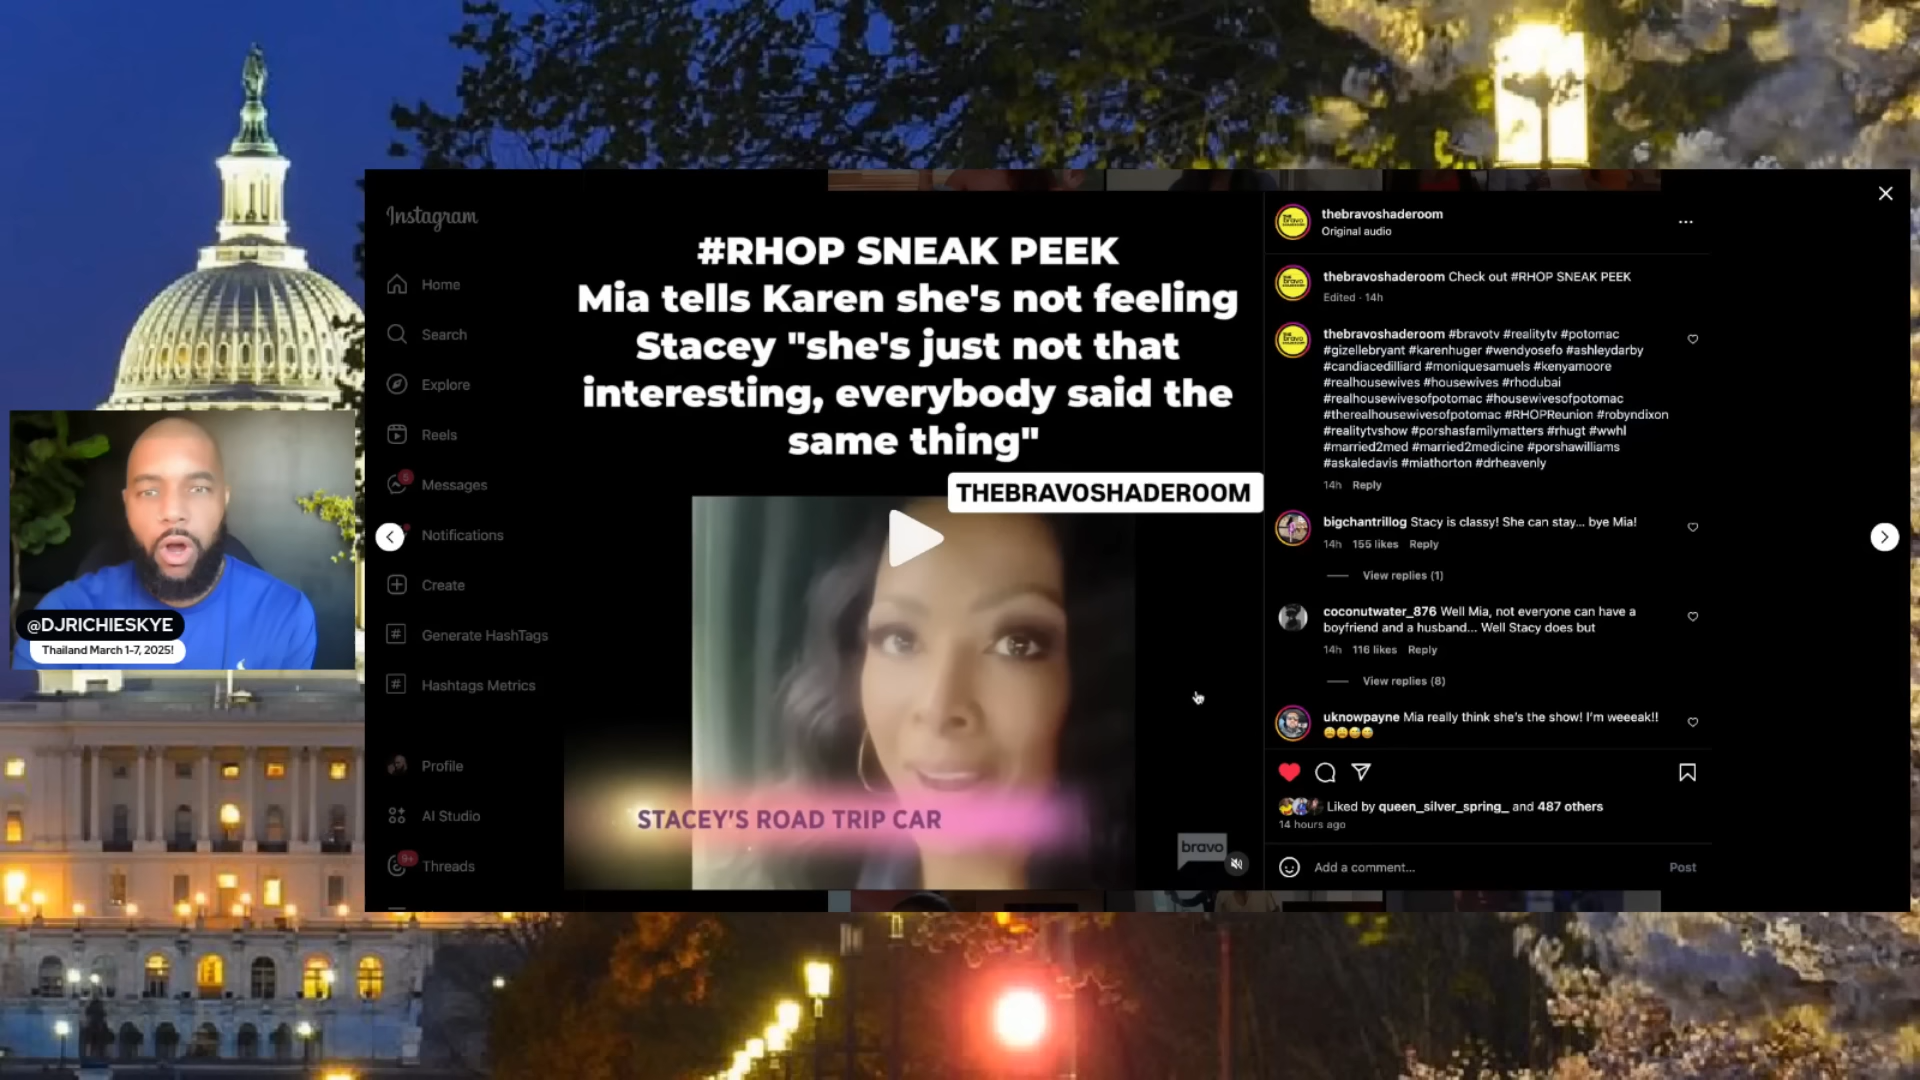 Instagram
Home
Search
Explore
Reels
5
Messages
Notifications
Create
Generate HashTags
Hashtags Metrics
Profile
AI Studio
9+
Threads
@DJRICHIESKYE
Thailand March 1-7, 2025!
#RHOP SNEAK PEEK
Mia tells Karen she's not feeling
Stacey "she's just not that
interesting, everybody said the
same thing"
THEBRAVOSHADEROOM
STACEY'S ROAD TRIP CAR
bravo
thebravoshaderoom
Original audio
thebravoshaderoom Check out #RHOP SNEAK PEEK
Edited · 14h
thebravoshaderoom #bravotv #realitytv #potomac
#gizellebryant #karenhuger #wendyosefo #ashleydarby
#candiacedilliard #moniquesamuels #kenyamoore
#realhousewives #housewives #rhodubai
#realhousewivesofpotomac #housewivesofpotomac
#therealhousewivesofpotomac #RHOPReunion #robyndixon
#realitytvshow #porshasfamilymatters #rhugt #wwhl
#married2med #married2medicine #porshawilliams
#askaledavis #miathorton #drheavenly
14h Reply
bigchantrillog Stacy is classy! She can stay... bye Mia!
14h 155 likes Reply
View replies (1)
coconutwater_876 Well Mia, not everyone can have a
boyfriend and a husband... Well Stacy does but
14h 116 likes Reply
View replies (8)
uknowpayne Mia really think she's the show! I'm weeeak!!
Liked by queen_silver_spring_ and 487 others
14 hours ago
Add a comment...
Post